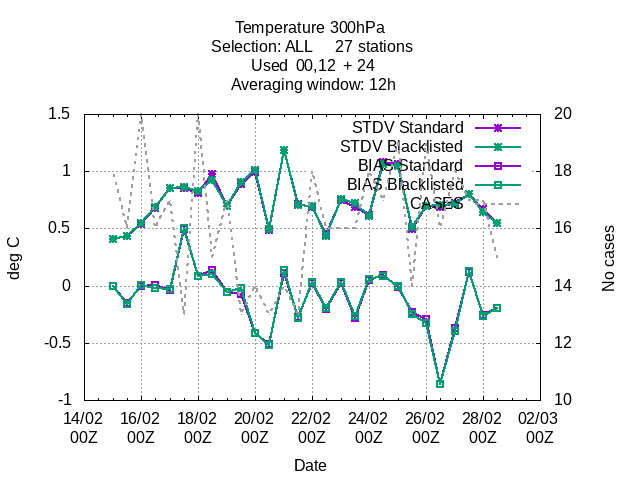 Temperature 300hPa
Selection: ALL 27 stations
Used 00,12 + 24
Averaging window: 12h
1.5
1
0.5
0
-0.5
-1
deg C
20
18
16
14
12
10
No cases
STDV Standard
STDV Blacklisted
BIAS Standard
BIAS Blacklisted
CASES
14/02 16/02 18/02 20/02 22/02 24/02 26/02 28/02 02/03
00Z 00Z 00Z 00Z 00Z 00Z 00Z 00Z 00Z
Date